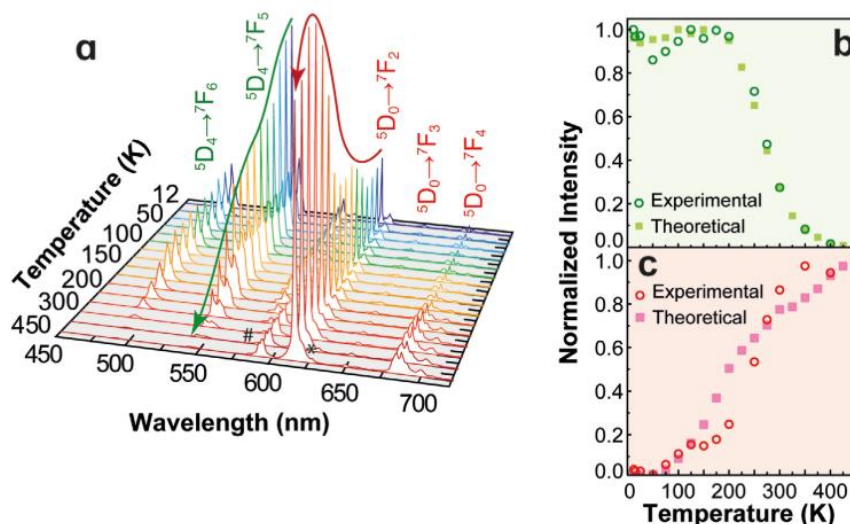 a
⁵D₄→⁷F₆
⁵D₄→⁷F₅
⁵D₀→⁷F₂
⁵D₀→⁷F₃
⁵D₀→⁷F₄
Temperature (K)
12
50
100
150
200
300
450
#
*
450
500
550
600
650
700
Wavelength (nm)
Normalized Intensity
b
1.0
0.8
0.6
0.4
0.2
0.0
Experimental
Theoretical
c
1.0
0.8
0.6
0.4
0.2
0.0
Experimental
Theoretical
0
100
200
300
400
Temperature (K)